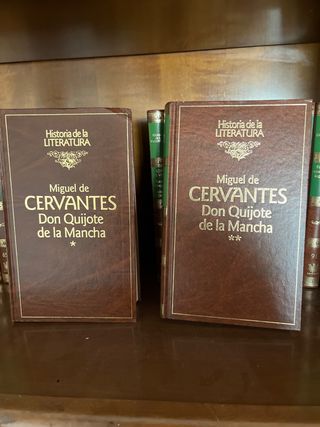 Historia de la
LITERATURA
Miguel de
CERVANTES
Don Quijote
de la Mancha
*
Historia de la
LITERATURA
Miguel de
CERVANTES
Don Quijote
de la Mancha
**